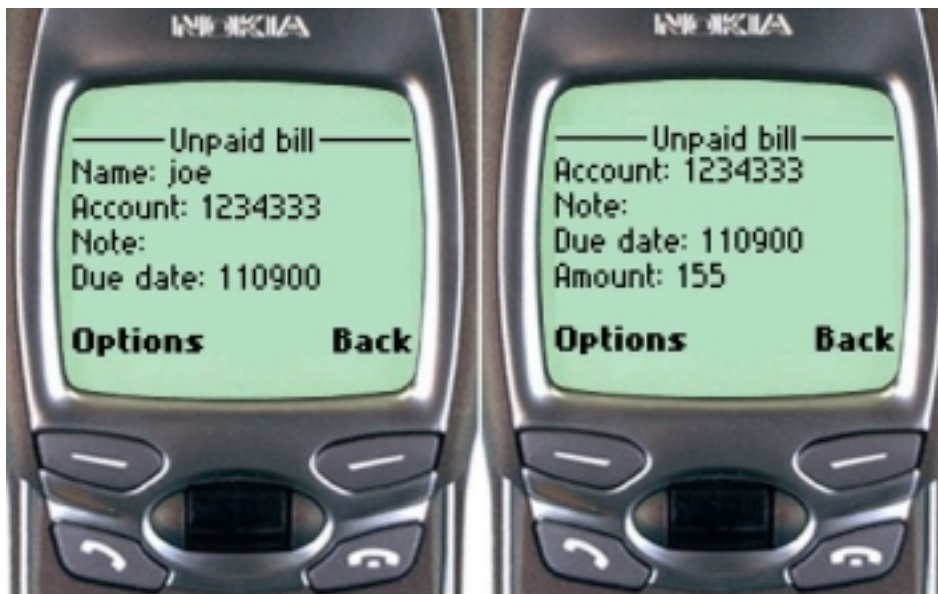 NOKIA
Unpaid bill
Name: joe
Account: 1234333
Note:
Due date: 110900
Options Back
NOKIA
Unpaid bill
Account: 1234333
Note:
Due date: 110900
Amount: 155
Options Back